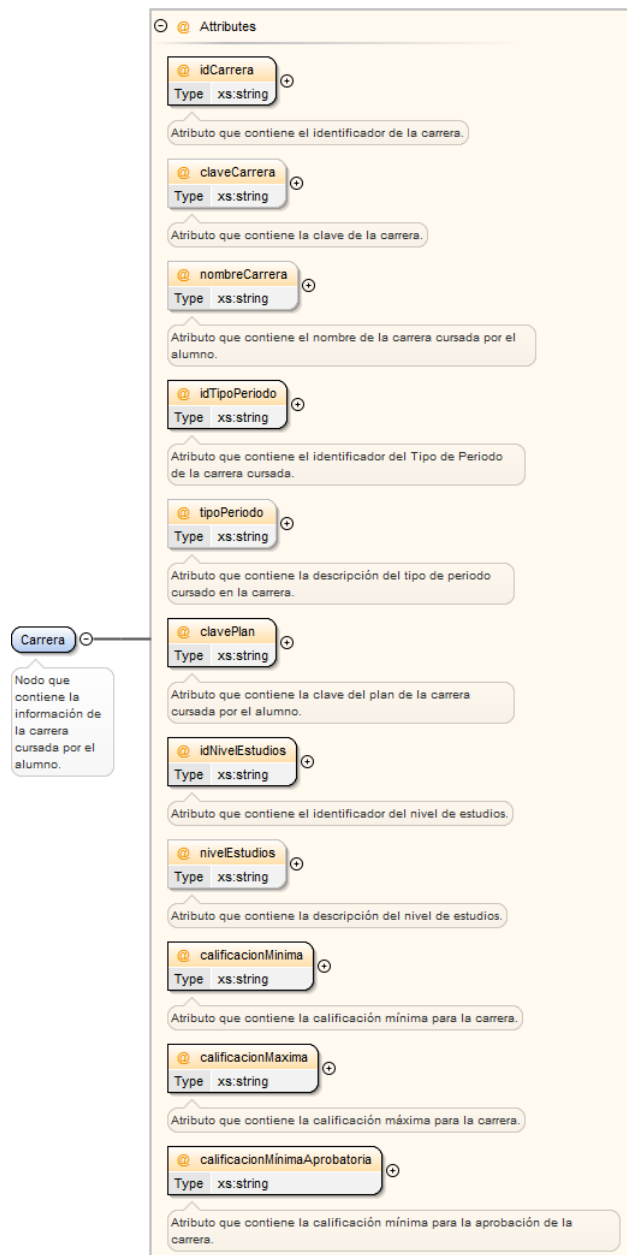 @ Attributes
@ idCarrera
Type xs:string
Atributo que contiene el identificador de la carrera.
@ claveCarrera
Type xs:string
Atributo que contiene la clave de la carrera.
@ nombreCarrera
Type xs:string
Atributo que contiene el nombre de la carrera cursada por el
alumno.
@ idTipoPeriodo
Type xs:string
Atributo que contiene el identificador del Tipo de Periodo
de la carrera cursada.
@ tipoPeriodo
Type xs:string
Atributo que contiene la descripción del tipo de periodo
cursado en la carrera.
Carrera
Nodo que
contiene la
información de
la carrera
cursada por el
alumno.
@ clavePlan
Type xs:string
Atributo que contiene la clave del plan de la carrera
cursada por el alumno.
@ idNivelEstudios
Type xs:string
Atributo que contiene el identificador del nivel de estudios.
@ nivelEstudios
Type xs:string
Atributo que contiene la descripción del nivel de estudios.
@ calificacionMinima
Type xs:string
Atributo que contiene la calificación mínima para la carrera.
@ calificacionMaxima
Type xs:string
Atributo que contiene la calificación máxima para la carrera.
@ calificacionMínimaAprobatoria
Type xs:string
Atributo que contiene la calificación mínima para la aprobación de la
carrera.